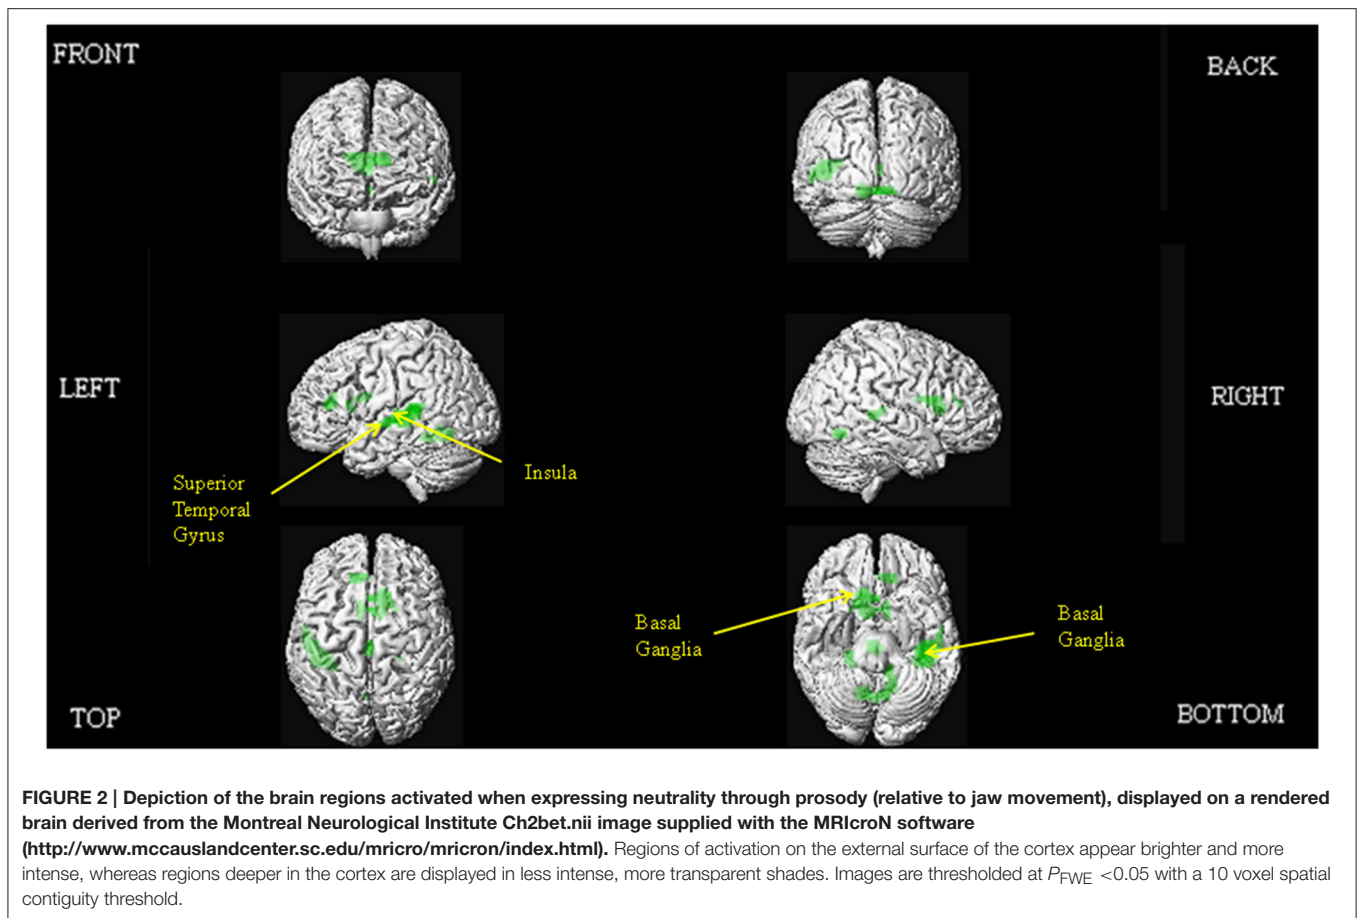 FRONT
BACK
LEFT
RIGHT
Superior
Temporal
Gyrus
Insula
Basal
Ganglia
Basal
Ganglia
TOP
BOTTOM
FIGURE 2 | Depiction of the brain regions activated when expressing neutrality through prosody (relative to jaw movement), displayed on a rendered
brain derived from the Montreal Neurological Institute Ch2bet.nii image supplied with the MRIcroN software
(http://www.mccauslandcenter.sc.edu/mricro/mricron/index.html). Regions of activation on the external surface of the cortex appear brighter and more
intense, whereas regions deeper in the cortex are displayed in less intense, more transparent shades. Images are thresholded at PFWE <0.05 with a 10 voxel spatial
contiguity threshold.